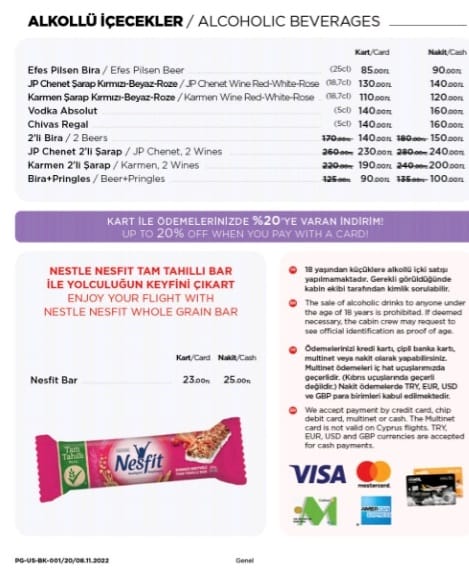 ALKOLLÜ İÇECEKLER / ALCOHOLIC BEVERAGES
Kart/Card Nakit/Cash
Efes Pilsen Bira / Efes Pilsen Beer (25cl) 85.00TL 90.00TL
JP Chenet Şarap Kırmızı-Beyaz-Roze / JP Chenet Wine Red-White-Rose (18,7cl) 130.00TL 140.00TL
Karmen Şarap Kırmızı-Beyaz-Roze / Karmen Wine Red-White-Rose (18,7cl) 110.00TL 120.00TL
Vodka Absolut (5cl) 140.00TL 160.00TL
Chivas Regal (5cl) 140.00TL 160.00TL
2'li Bira / 2 Beers 170.00TL 140.00TL 180.00TL 150.00TL
JP Chenet 2'li Şarap / JP Chenet, 2 Wines 260.00TL 230.00TL 280.00TL 240.00TL
Karmen 2'li Şarap / Karmen, 2 Wines 220.00TL 190.00TL 240.00TL 200.00TL
Bira+Pringles / Beer+Pringles 125.00TL 90.00TL 135.00TL 100.00TL
KART İLE ÖDEMELERİNİZDE %20'YE VARAN İNDİRİM!
UP TO 20% OFF WHEN YOU PAY WITH A CARD!
NESTLE NESFIT TAM TAHILLI BAR
İLE YOLCULUĞUN KEYFİNİ ÇIKART
ENJOY YOUR FLIGHT WITH
NESTLE NESFIT WHOLE GRAIN BAR
Kart/Card Nakit/Cash
Nesfit Bar 23.00TL 25.00TL
Tam
Tahıllı
Nestle
Nesfit
18 yaşından küçüklere alkollü içki satışı
yapılmamaktadır. Gerekli görüldüğünde
kabin ekibi tarafından kimlik sorulabilir.
The sale of alcoholic drinks to anyone under
the age of 18 years is prohibited. If deemed
necessary, the cabin crew may request to
see official identification as proof of age.
Ödemelerinizi kredi kartı, çipli banka kartı,
multinet veya nakit olarak yapabilirsiniz.
Multinet ödemeleri iç hat uçuşlarımızda
geçerlidir. (Kıbrıs uçuşlarında geçerli
değildir.) Nakit ödemelerde TRY, EUR, USD
ve GBP para birimleri kabul edilmektedir.
We accept payment by credit card, chip
debit card, multinet or cash. The Multinet
card is not valid on Cyprus flights. TRY,
EUR, USD and GBP currencies are accepted
for cash payments.
VISA
mastercard
AMERICAN
EXPRESS
PG-US-BK-001/20/08.11.2022 Genel